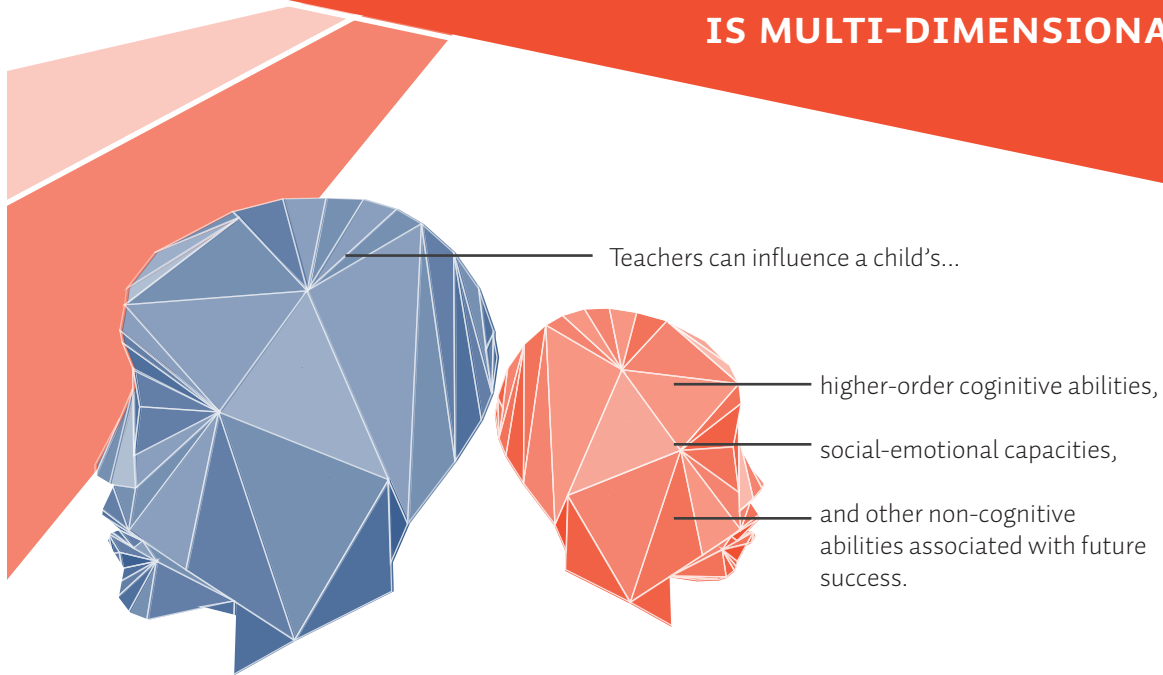 IS MULTI-DIMENSIONA
Teachers can influence a child's...
higher-order coginitive abilities,
social-emotional capacities,
and other non-cognitive
abilities associated with future
success.